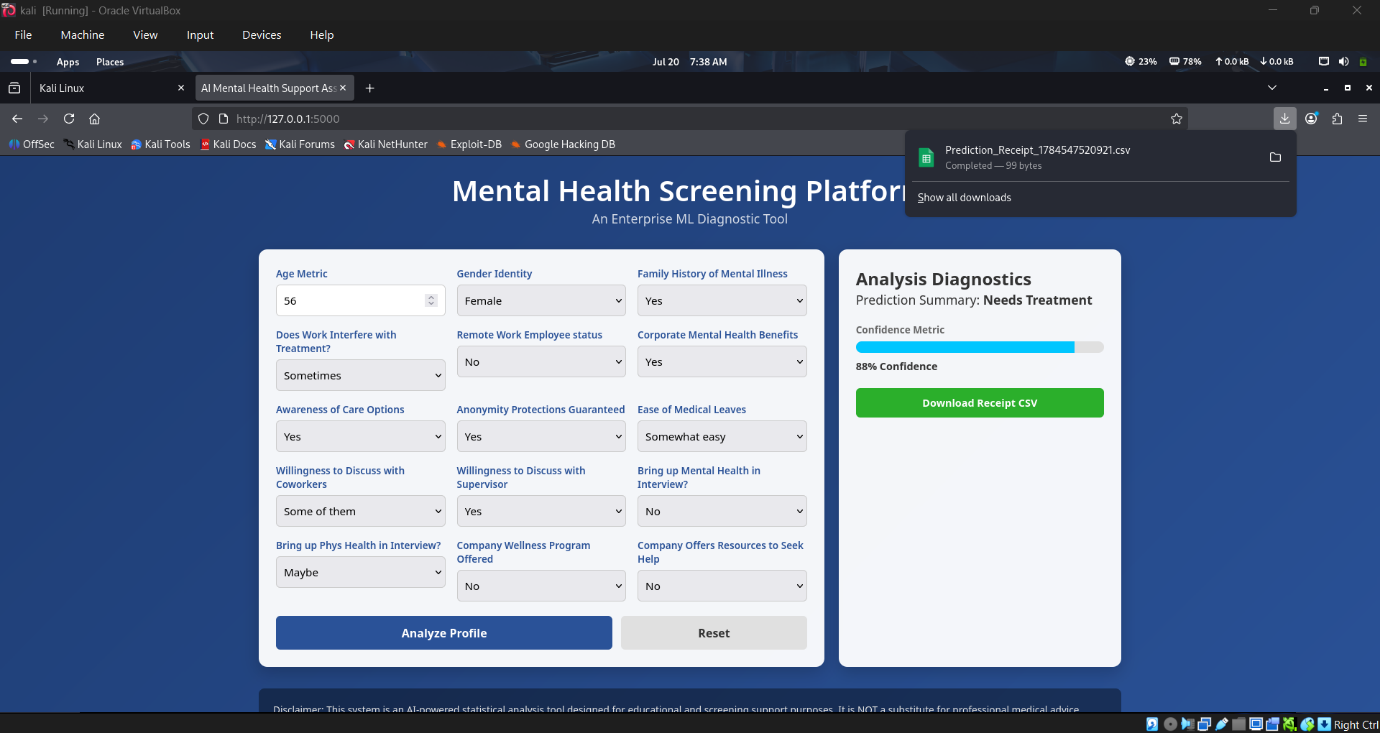 kali [Running] - Oracle VirtualBox
File Machine View Input Devices Help
Apps Places Jul 20 7:38 AM 23% 78% 0.0 kB 0.0 kB
Kali Linux AI Mental Health Support Ass
http://127.0.0.1:5000
OffSec Kali Linux Kali Tools Kali Docs Kali Forums Kali NetHunter Exploit-DB Google Hacking DB
Prediction_Receipt_1784547520921.csv
Completed — 99 bytes
Show all downloads
Mental Health Screening Platfor
An Enterprise ML Diagnostic Tool
Age Metric Gender Identity Family History of Mental Illness
56 Female Yes
Does Work Interfere with Treatment? Remote Work Employee status Corporate Mental Health Benefits
Sometimes No Yes
Awareness of Care Options Anonymity Protections Guaranteed Ease of Medical Leaves
Yes Yes Somewhat easy
Willingness to Discuss with Coworkers Willingness to Discuss with Supervisor Bring up Mental Health in Interview?
Some of them Yes No
Bring up Phys Health in Interview? Company Wellness Program Offered Company Offers Resources to Seek Help
Maybe No No
Analyze Profile Reset
Analysis Diagnostics
Prediction Summary: Needs Treatment
Confidence Metric
88% Confidence
Download Receipt CSV
Disclaimer: This system is an AI-powered statistical analysis tool designed for educational and screening support purposes. It is NOT a substitute for professional medical advice,
Right Ctrl